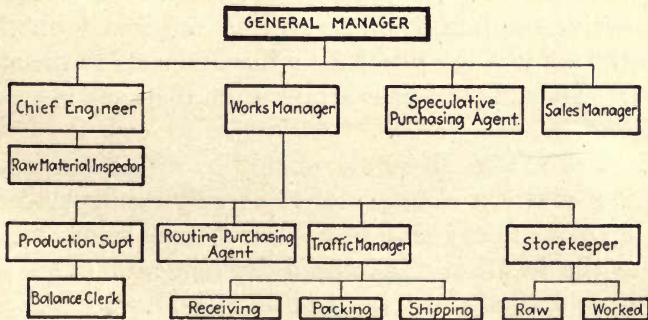 GENERAL MANAGER
Chief Engineer
Works Manager
Speculative
Purchasing Agent.
Sales Manager
Raw Material Inspector
Production Supt
Routine Purchasing
Agent
Traffic Manager
Storekeeper
Balance Clerk
Receiving
Packing
Shipping
Raw
Worked